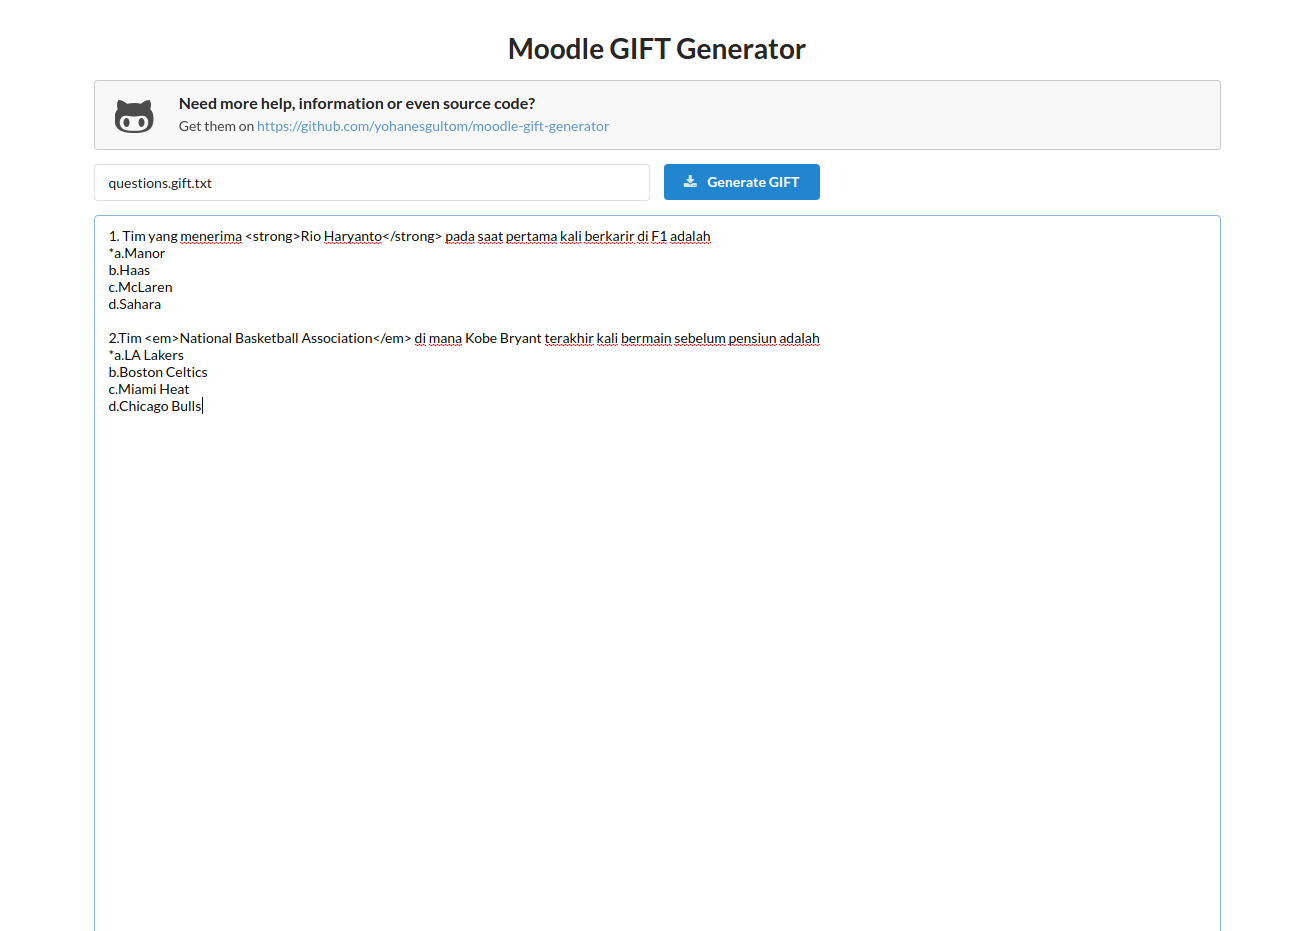 Moodle GIFT Generator
Need more help, information or even source code?
Get them on https://github.com/yohanesgultom/moodle-gift-generator
questions.gift.txt
Generate GIFT
1. Tim yang menerima <strong>Rio Haryanto</strong> pada saat pertama kali berkarir di F1 adalah
*a.Manor
b.Haas
c.McLaren
d.Sahara
2.Tim <em>National Basketball Association</em> di mana Kobe Bryant terakhir kali bermain sebelum pensiun adalah
*a.LA Lakers
b.Boston Celtics
c.Miami Heat
d.Chicago Bulls